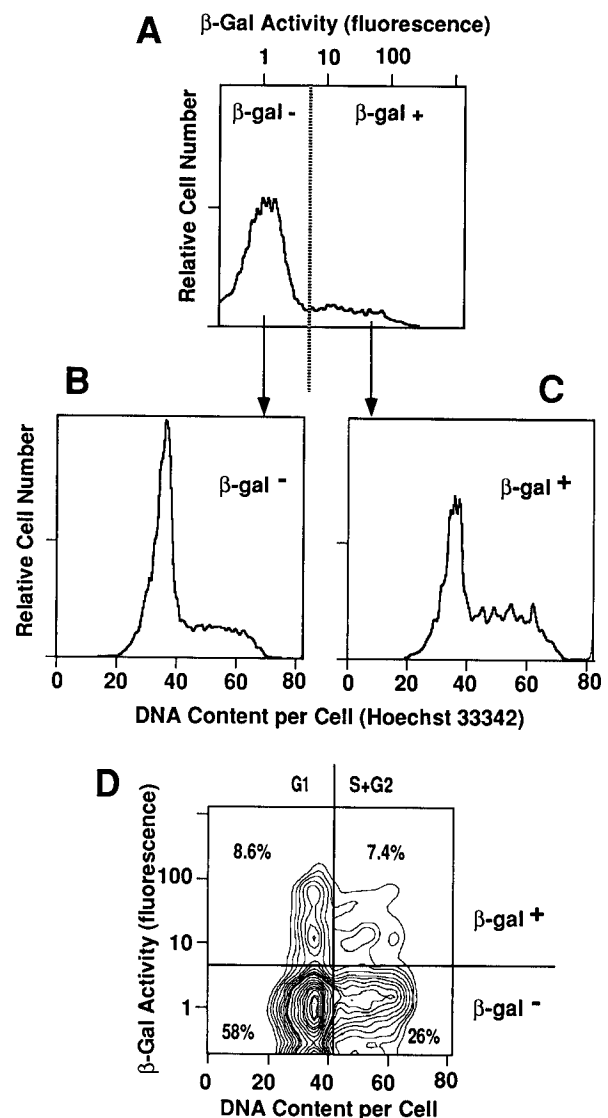 A
β-Gal Activity (fluorescence)
1 10 100
Relative Cell Number
β-gal - β-gal +
B C
Relative Cell Number
β-gal - β-gal +
0 20 40 60 80 0 20 40 60 80
DNA Content per Cell (Hoechst 33342)
D
G1 S+G2
β-Gal Activity (fluorescence)
8.6% 7.4%
100
β-gal +
10
1
β-gal -
58% 26%
0 20 40 60 80
DNA Content per Cell